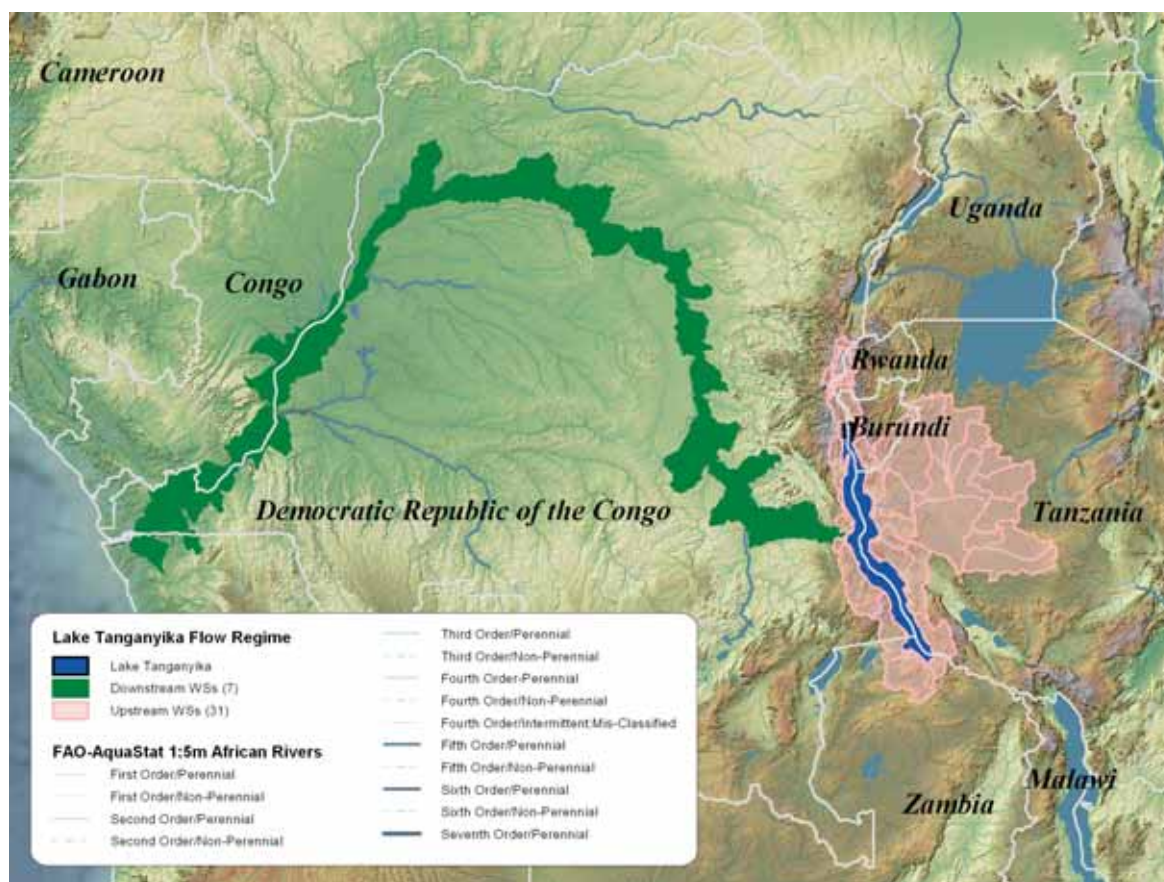 Cameroon
Uganda
Gabon
Congo
Rwanda
Burundi
Democratic Republic of the Congo
Tanzania
Zambia
Malawi
Lake Tanganyika Flow Regime
Lake Tanganyika
Downstream WSs (7)
Upstream WSs (31)
FAO-AquaStat 1:5m African Rivers
First Order/Perennial
First Order/Non-Perennial
Second Order/Perennial
Second Order/Non-Perennial
Third Order/Perennial
Third Order/Non-Perennial
Fourth Order-Perennial
Fourth Order/Non-Perennial
Fourth Order/Intermittent:Mis-Classified
Fifth Order/Perennial
Fifth Order/Non-Perennial
Sixth Order/Perennial
Sixth Order/Non-Perennial
Seventh Order/Perennial